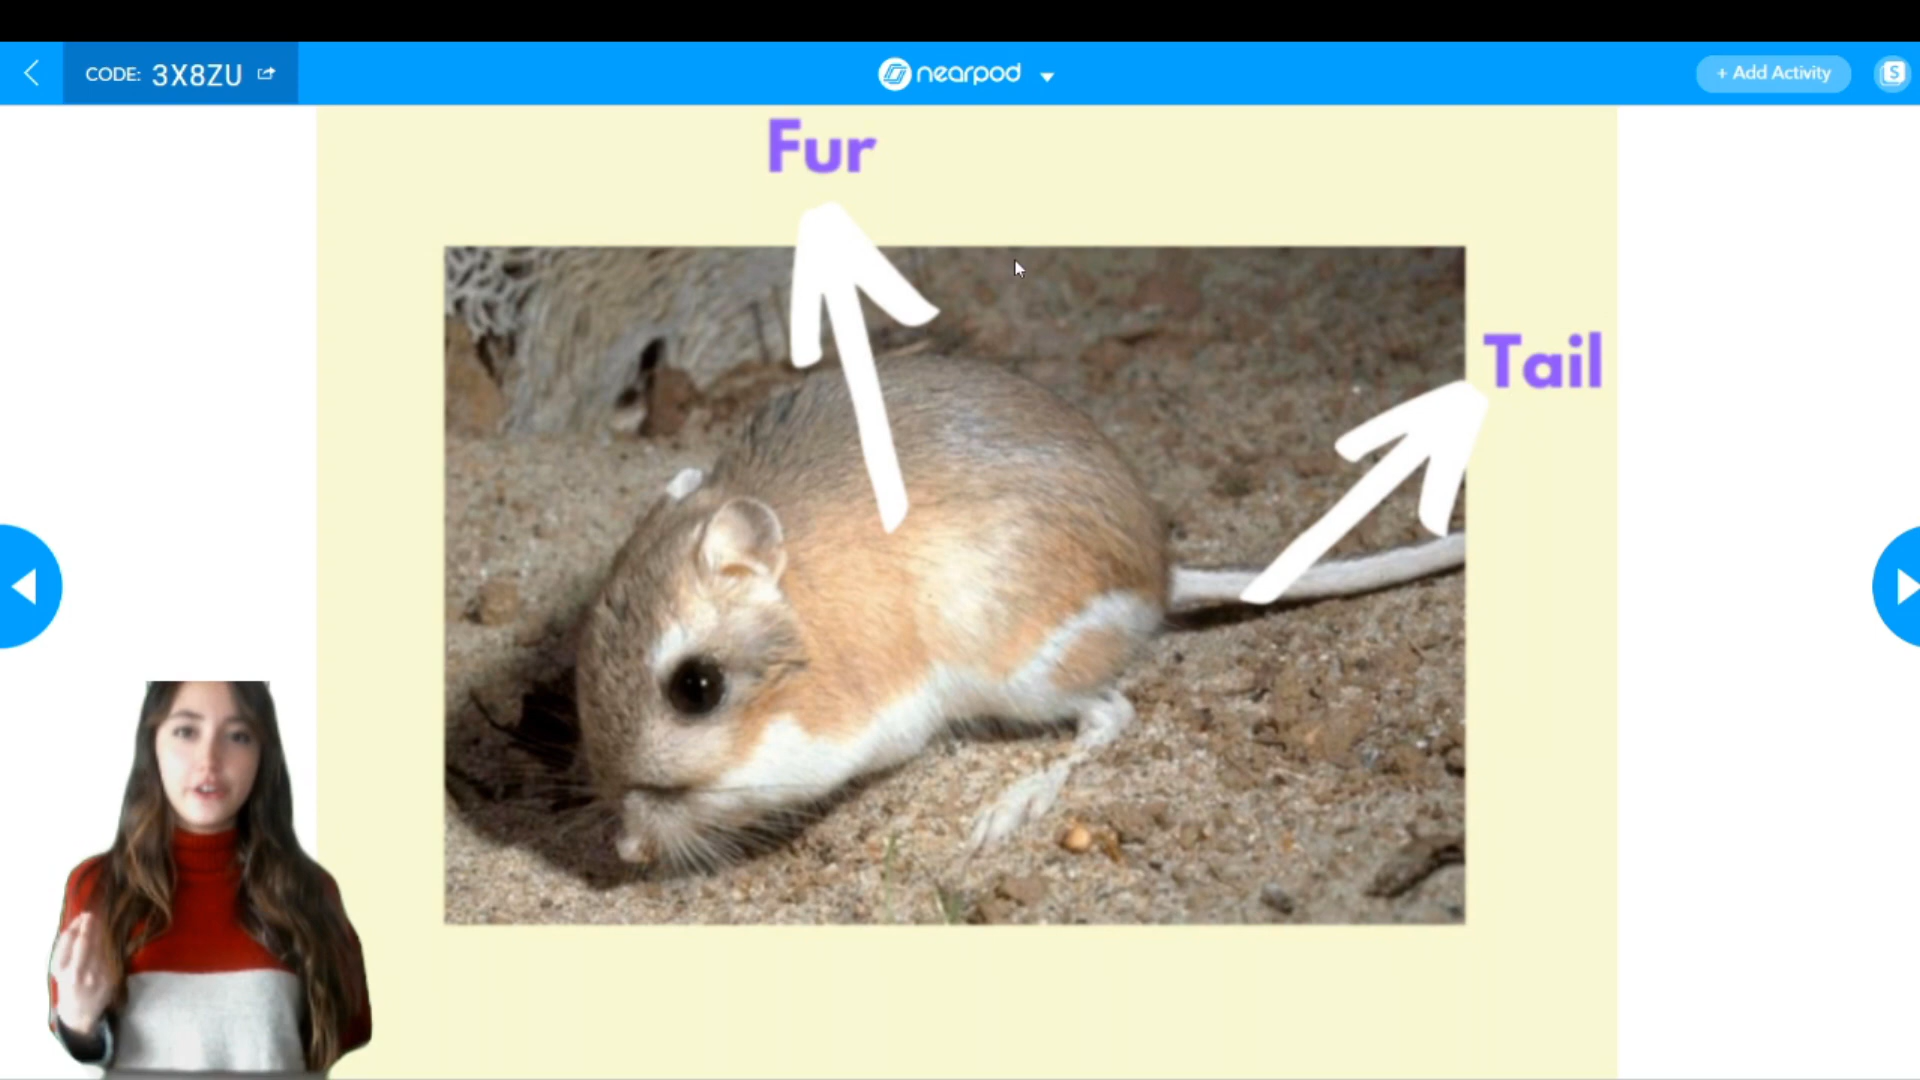 CODE: 3X8ZU
nearpod
+ Add Activity
S
Fur
Tail